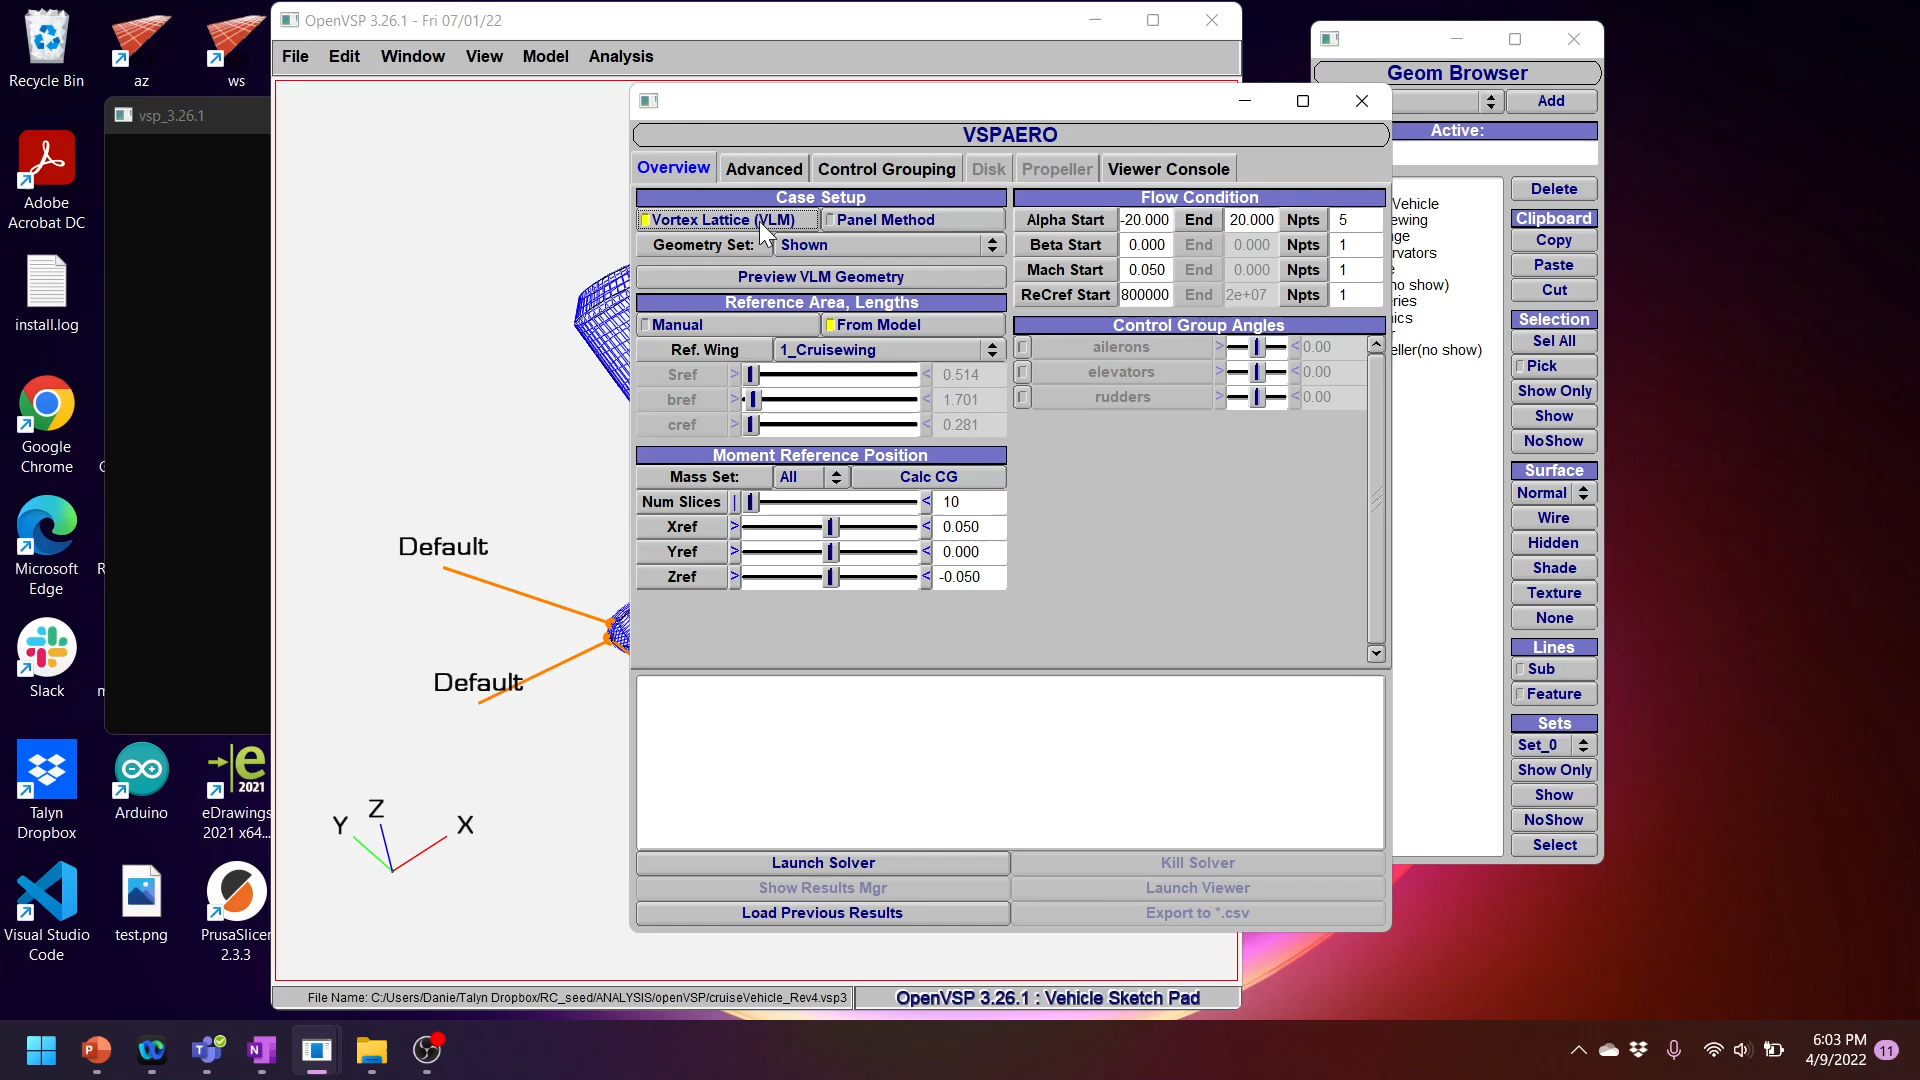 Recycle Bin
az
ws
Adobe
Acrobat DC
install.log
Google
Chrome
Microsoft
Edge
Slack
Talyn
Dropbox
Arduino
eDrawings
2021 x64...
2021
Visual Studio
Code
test.png
PrusaSlicer
2.3.3
vsp_3.26.1
OpenVSP 3.26.1 - Fri 07/01/22
File Edit Window View Model Analysis
Default
Default
Y Z X
File Name: C:/Users/Danie/Talyn Dropbox/RC_seed/ANALYSIS/openVSP/cruiseVehicle_Rev4.vsp3
OpenVSP 3.26.1 : Vehicle Sketch Pad
VSPAERO
Overview Advanced Control Grouping Disk Propeller Viewer Console
Case Setup
Vortex Lattice (VLM) Panel Method
Geometry Set: Shown
Preview VLM Geometry
Reference Area, Lengths
Manual From Model
Ref. Wing 1_Cruisewing
Sref > < 0.514
bref > < 1.701
cref > < 0.281
Moment Reference Position
Mass Set: All Calc CG
Num Slices | < 10
Xref > < 0.050
Yref > < 0.000
Zref > < -0.050
Flow Condition
Alpha Start -20.000 End 20.000 Npts 5
Beta Start 0.000 End 0.000 Npts 1
Mach Start 0.050 End 0.000 Npts 1
ReCref Start 800000 End 2e+07 Npts 1
Control Group Angles
ailerons > < 0.00
elevators > < 0.00
rudders > < 0.00
Launch Solver Kill Solver
Show Results Mgr Launch Viewer
Load Previous Results Export to *.csv
Geom Browser
Add
Active:
Vehicle
ewing
ge
rvators
no show)
ries
ics
eller(no show)
Delete
Clipboard
Copy
Paste
Cut
Selection
Sel All
Pick
Show Only
Show
NoShow
Surface
Normal
Wire
Hidden
Shade
Texture
None
Lines
Sub
Feature
Sets
Set_0
Show Only
Show
NoShow
Select
6:03 PM
4/9/2022
11